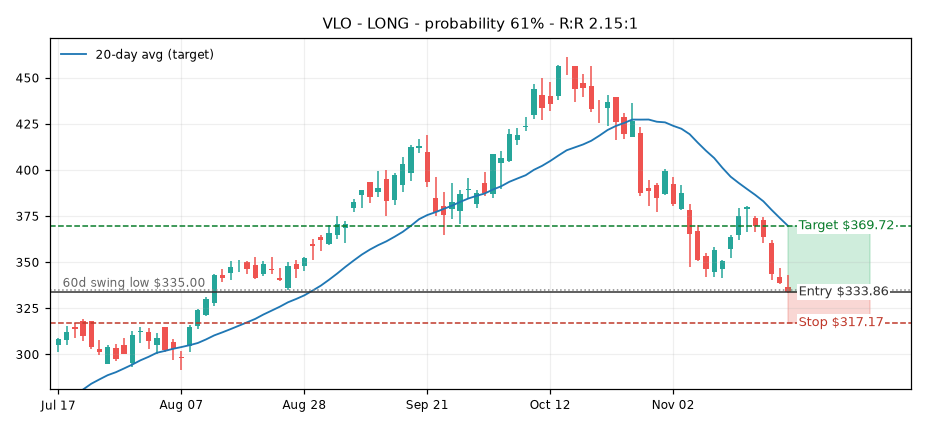 VLO - LONG - probability 61% - R:R 2.15:1
20-day avg (target)
450
425
400
375
350
325
300
Target $369.72
60d swing low $335.00
Entry $333.86
Stop $317.17
Jul 17
Aug 07
Aug 28
Sep 21
Oct 12
Nov 02